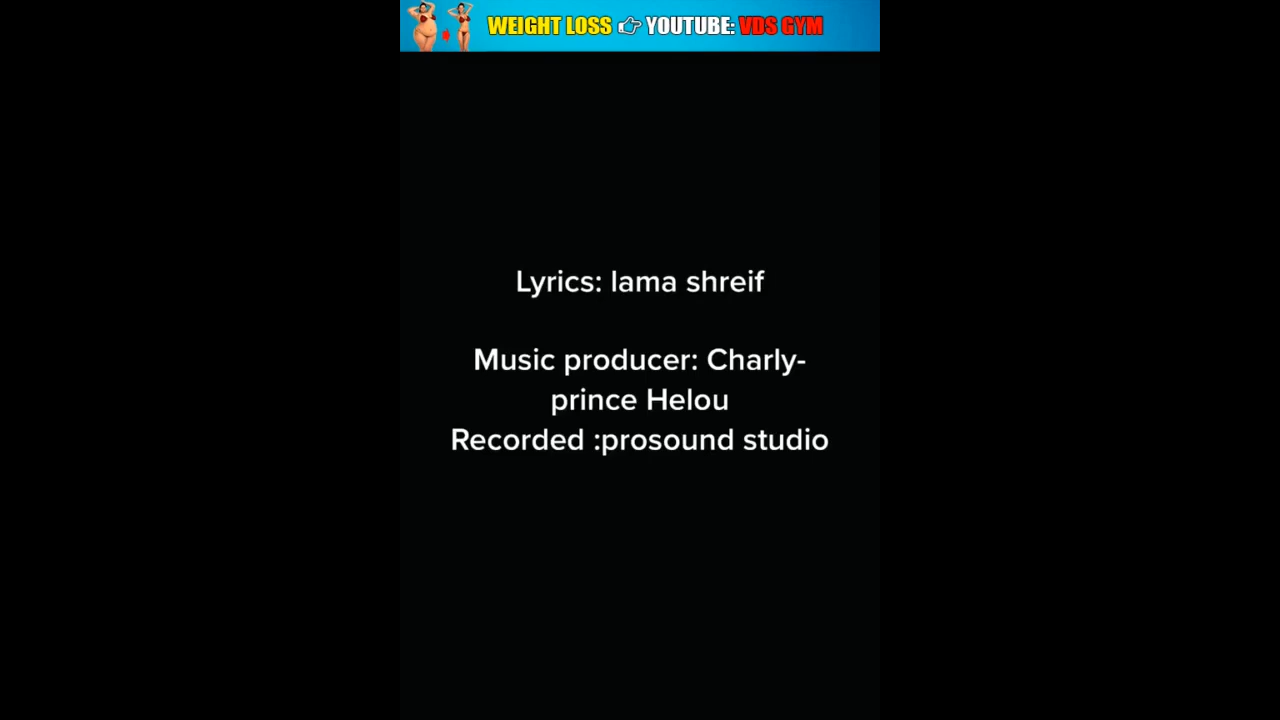 WEIGHT LOSS 👉 YOUTUBE: VDS GYM
Lyrics: lama shreif
Music producer: Charly-
prince Helou
Recorded :prosound studio